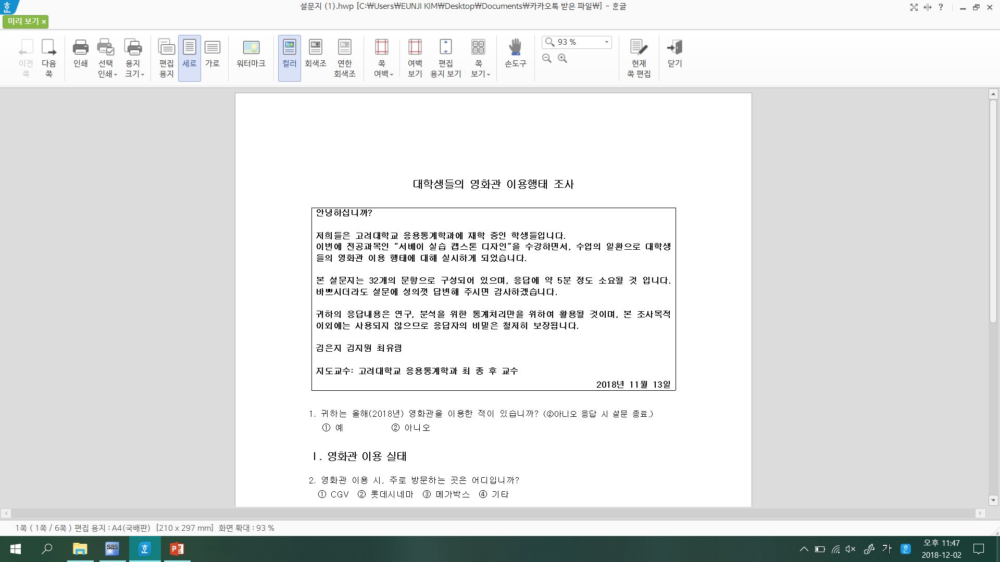 설문지 (1).hwp [C:₩Users₩EUNJI KIM₩Desktop₩Documents₩카카오톡 받은 파일₩] - 훈글
미리 보기
이전 쪽
다음 쪽
인쇄
선택 인쇄
용지 크기
편집 용지
세로
가로
워터마크
컬러
회색조
연한 회색조
쪽 여백
여백 보기
편집 용지 보기
쪽 보기
손도구
93 %
현재 쪽 편집
닫기
대학생들의 영화관 이용행태 조사
안녕하십니까?
저희들은 고려대학교 응용통계학과에 재학 중인 학생들입니다.
이번에 전공과목인 “서베이 실습 캡스톤 디자인”을 수강하면서, 수업의 일환으로 대학생
들의 영화관 이용 행태에 대해 실시하게 되었습니다.
본 설문지는 32개의 문항으로 구성되어 있으며, 응답에 약 5분 정도 소요될 것 입니다.
바쁘시더라도 설문에 성의껏 답변해 주시면 감사하겠습니다.
귀하의 응답내용은 연구, 분석을 위한 통계처리만을 위하여 활용될 것이며, 본 조사목적
이외에는 사용되지 않으므로 응답자의 비밀은 철저히 보장됩니다.
김은지 김지원 최유림
지도교수: 고려대학교 응용통계학과 최 종 후 교수
2018년 11월 13일
1. 귀하는 올해(2018년) 영화관을 이용한 적이 있습니까? (②아니오 응답 시 설문 종료.)
① 예 ② 아니오
Ⅰ. 영화관 이용 실태
2. 영화관 이용 시, 주로 방문하는 곳은 어디입니까?
① CGV ② 롯데시네마 ③ 메가박스 ④ 기타
1쪽 ( 1쪽 / 6쪽 ) 편집 용지 : A4(국배판) [210 x 297 mm] 화면 확대 : 93 %
sas
가
오후 11:47
2018-12-02